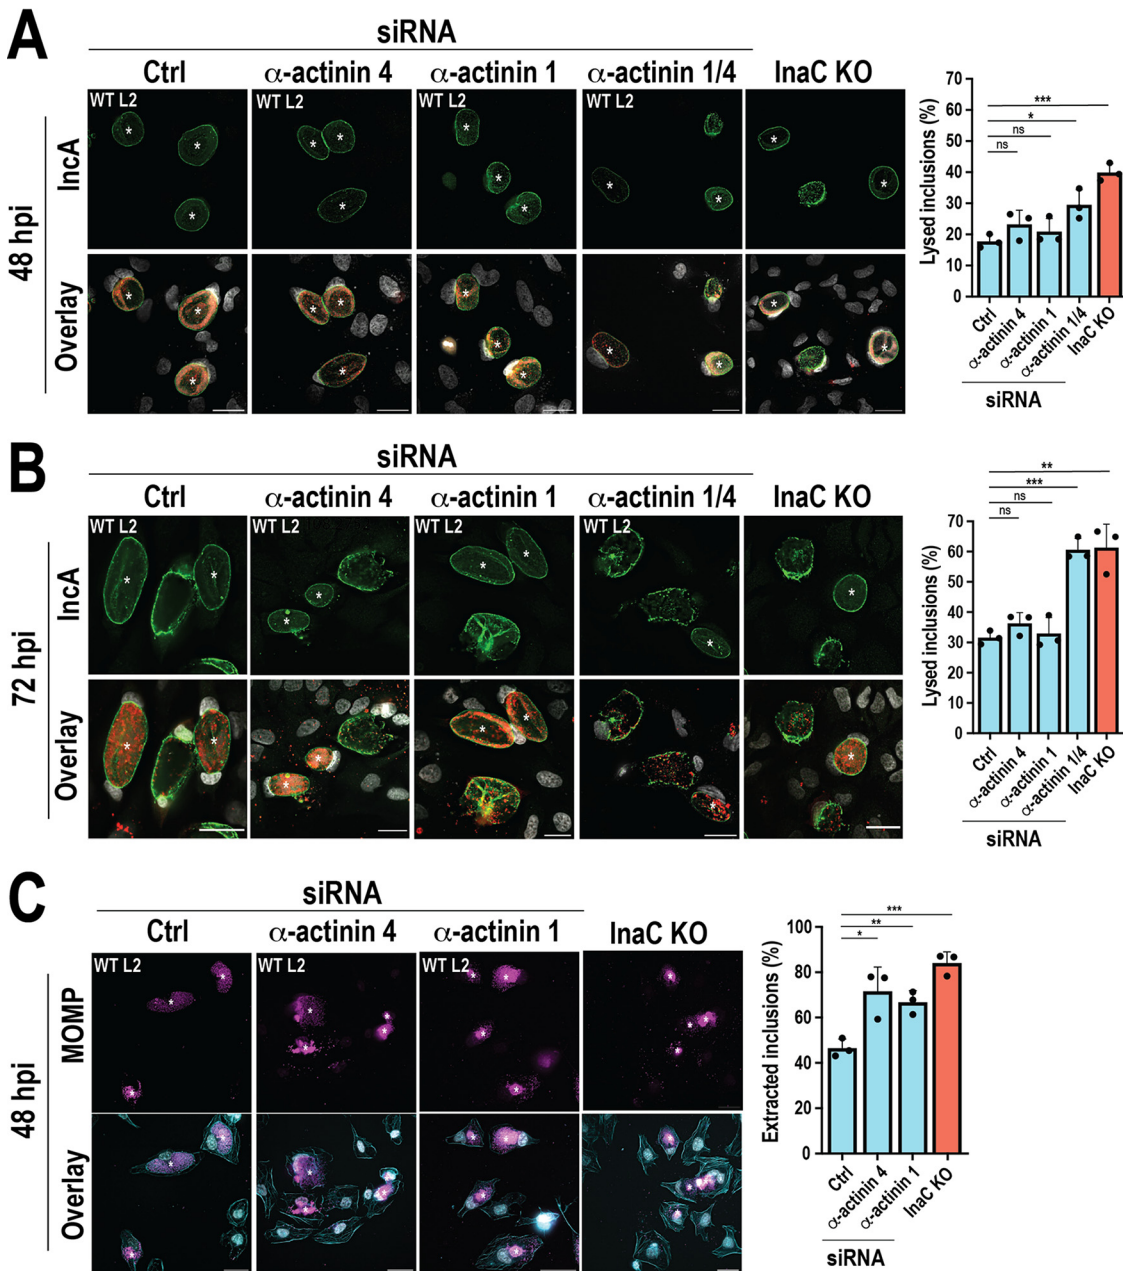 A
siRNA
Ctrl
α-actinin 4
α-actinin 1
α-actinin 1/4
InaC KO
48 hpi
IncA
Overlay
WT L2
WT L2
WT L2
WT L2
*
Lysed inclusions (%)
70
60
50
40
30
20
10
0
***
*
ns
ns
Ctrl
α-actinin 4
α-actinin 1
α-actinin 1/4
InaC KO
siRNA
B
siRNA
Ctrl
α-actinin 4
α-actinin 1
α-actinin 1/4
InaC KO
72 hpi
IncA
Overlay
WT L2
WT L2
WT L2
WT L2
*
Lysed inclusions (%)
70
60
50
40
30
20
10
0
**
***
ns
ns
Ctrl
α-actinin 4
α-actinin 1
α-actinin 1/4
InaC KO
siRNA
C
siRNA
Ctrl
α-actinin 4
α-actinin 1
InaC KO
48 hpi
MOMP
Overlay
WT L2
WT L2
WT L2
*
Extracted inclusions (%)
100
80
60
40
20
0
***
**
*
Ctrl
α-actinin 4
α-actinin 1
InaC KO
siRNA